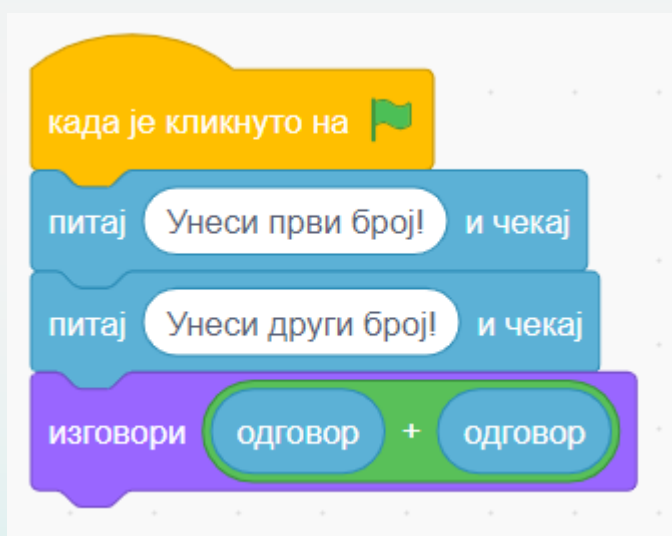 када је кликнуто на
питај Унеси први број! и чекај
питај Унеси други број! и чекај
изговори одговор + одговор